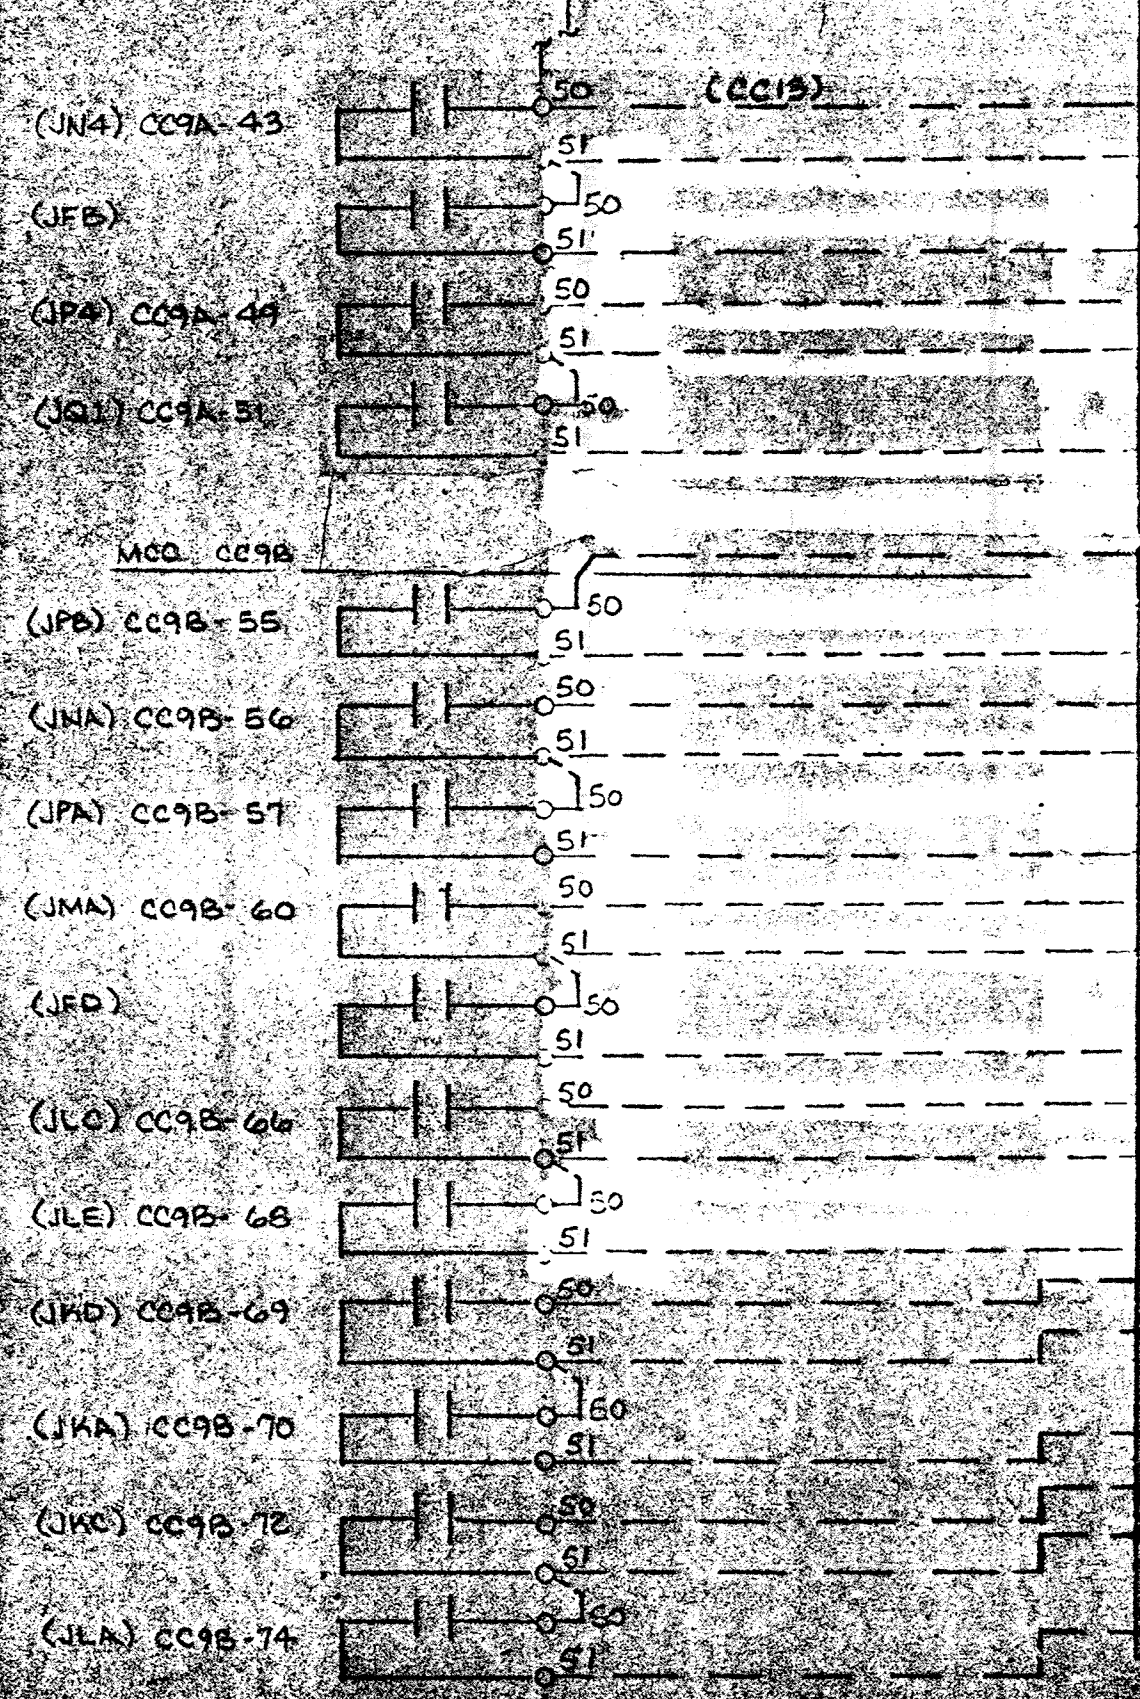 50
(CC13)
(JN4) CC9A-43
51
(JFB)
50
51
50
(JP4) CC9A-49
51
(JQ1) CC9A-51
50
51
MCC CC9B
50
(JPB) CC9B-55
51
50
(JNA) CC9B-56
51
50
(JPA) CC9B-57
51
50
(JMA) CC9B-60
51
(JFD)
50
51
50
(JLC) CC9B-66
51
50
(JLE) CC9B-68
51
50
(JKD) CC9B-69
51
50
(JKA) CC9B-70
51
50
(JKC) CC9B-72
51
50
(JLA) CC9B-74
51